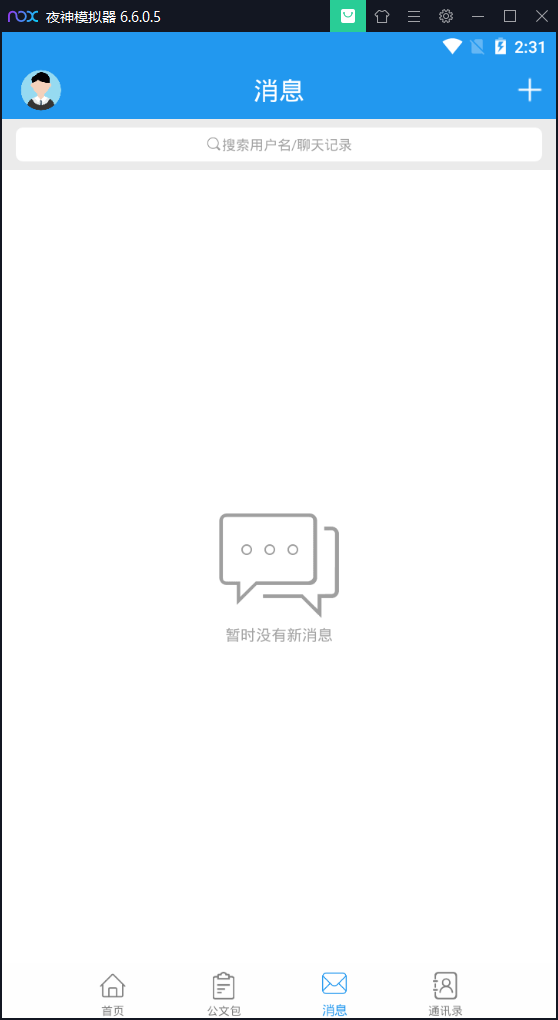 nox 夜神模拟器 6.6.0.5
2:31
消息
搜索用户名/聊天记录
暂时没有新消息
首页 公文包 消息 通讯录